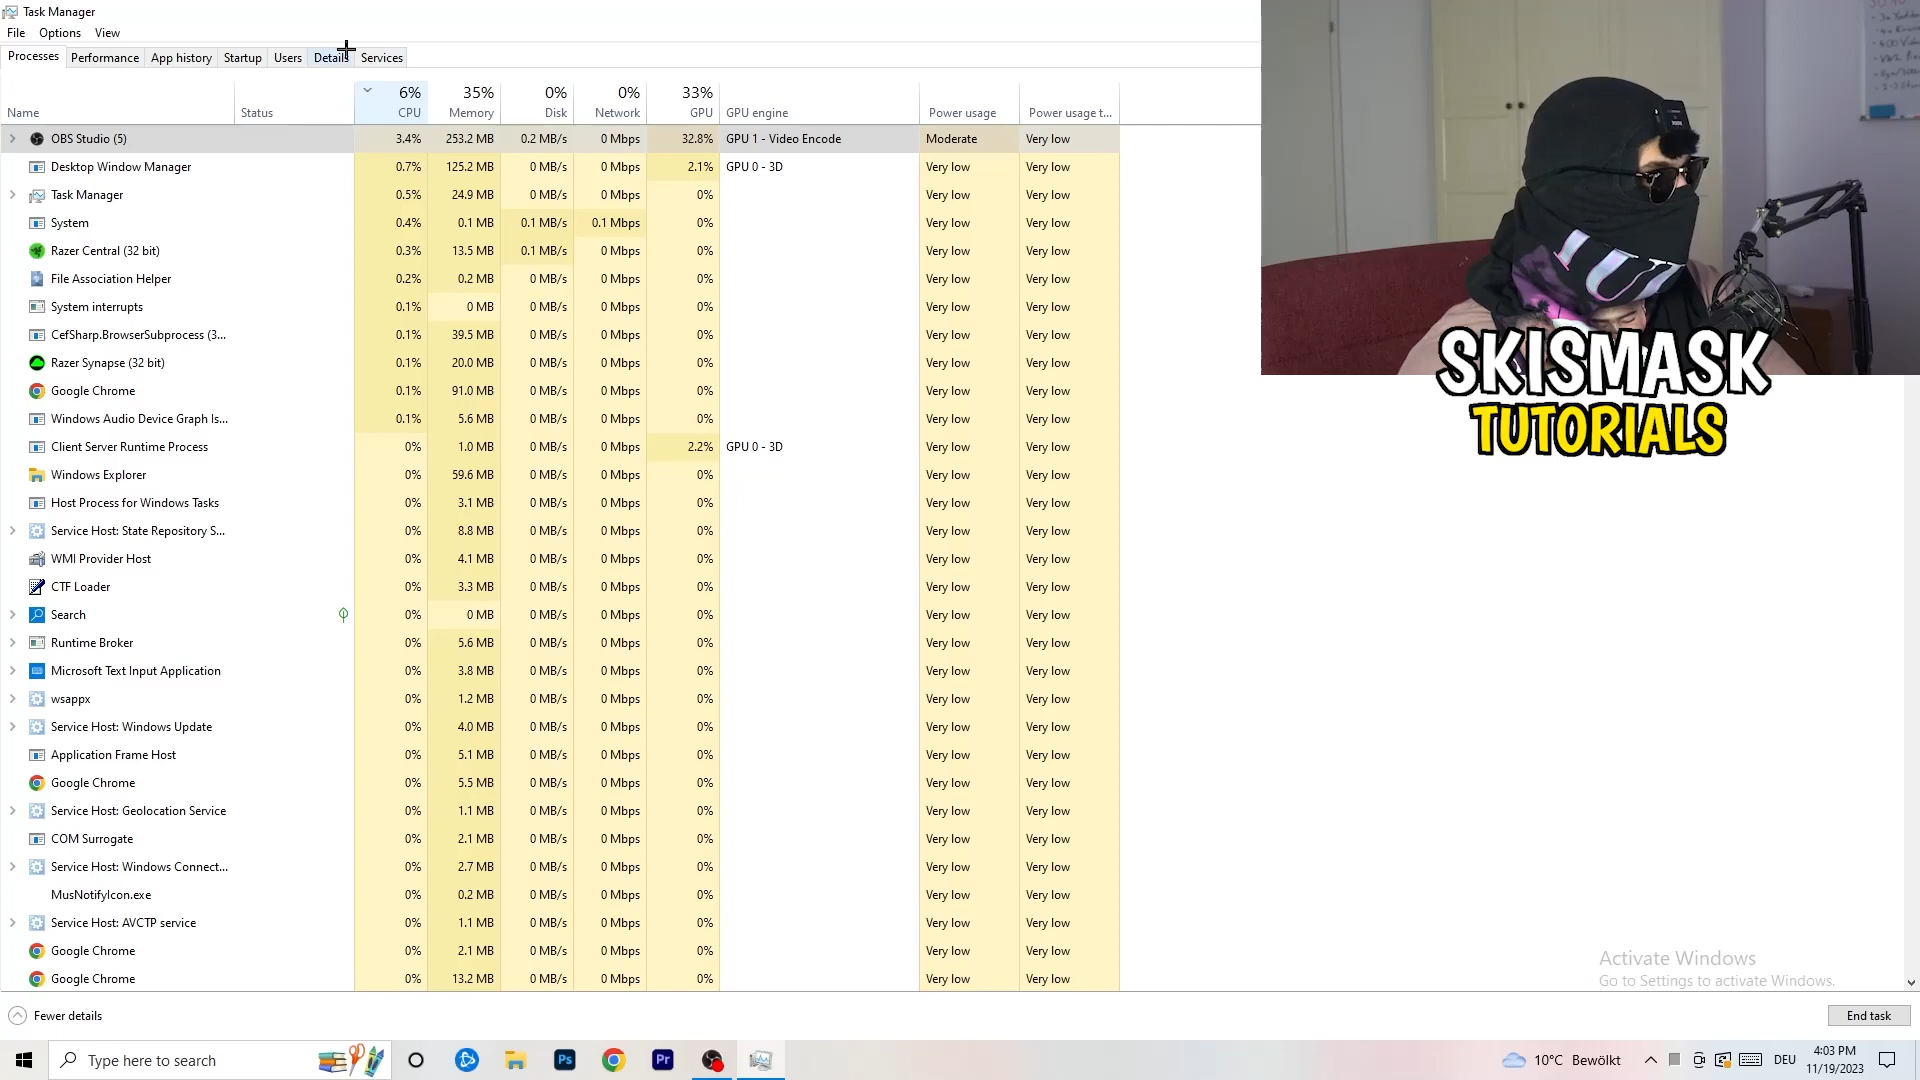 Task Manager
File Options View
Processes Performance App history Startup Users Details Services
6% 35% 0% 0% 33%
Name Status CPU Memory Disk Network GPU GPU engine Power usage Power usage t...
OBS Studio (5) 3.4% 253.2 MB 0.2 MB/s 0 Mbps 32.8% GPU 1 - Video Encode Moderate Very low
Desktop Window Manager 0.7% 125.2 MB 0 MB/s 0 Mbps 2.1% GPU 0 - 3D Very low Very low
Task Manager 0.5% 24.9 MB 0 MB/s 0 Mbps 0% Very low Very low
System 0.4% 0.1 MB 0.1 MB/s 0.1 Mbps 0% Very low Very low
Razer Central (32 bit) 0.3% 13.5 MB 0.1 MB/s 0 Mbps 0% Very low Very low
File Association Helper 0.2% 0.2 MB 0 MB/s 0 Mbps 0% Very low Very low
System interrupts 0.1% 0 MB 0 MB/s 0 Mbps 0% Very low Very low
CefSharp.BrowserSubprocess (3... 0.1% 39.5 MB 0 MB/s 0 Mbps 0% Very low Very low
Razer Synapse (32 bit) 0.1% 20.0 MB 0 MB/s 0 Mbps 0% Very low Very low
Google Chrome 0.1% 91.0 MB 0 MB/s 0 Mbps 0% Very low Very low
Windows Audio Device Graph Is... 0.1% 5.6 MB 0 MB/s 0 Mbps 0% Very low Very low
Client Server Runtime Process 0% 1.0 MB 0 MB/s 0 Mbps 2.2% GPU 0 - 3D Very low Very low
Windows Explorer 0% 59.6 MB 0 MB/s 0 Mbps 0% Very low Very low
Host Process for Windows Tasks 0% 3.1 MB 0 MB/s 0 Mbps 0% Very low Very low
Service Host: State Repository S... 0% 8.8 MB 0 MB/s 0 Mbps 0% Very low Very low
WMI Provider Host 0% 4.1 MB 0 MB/s 0 Mbps 0% Very low Very low
CTF Loader 0% 3.3 MB 0 MB/s 0 Mbps 0% Very low Very low
Search 0% 0 MB 0 MB/s 0 Mbps 0% Very low Very low
Runtime Broker 0% 5.6 MB 0 MB/s 0 Mbps 0% Very low Very low
Microsoft Text Input Application 0% 3.8 MB 0 MB/s 0 Mbps 0% Very low Very low
wsappx 0% 1.2 MB 0 MB/s 0 Mbps 0% Very low Very low
Service Host: Windows Update 0% 4.0 MB 0 MB/s 0 Mbps 0% Very low Very low
Application Frame Host 0% 5.1 MB 0 MB/s 0 Mbps 0% Very low Very low
Google Chrome 0% 5.5 MB 0 MB/s 0 Mbps 0% Very low Very low
Service Host: Geolocation Service 0% 1.1 MB 0 MB/s 0 Mbps 0% Very low Very low
COM Surrogate 0% 2.1 MB 0 MB/s 0 Mbps 0% Very low Very low
Service Host: Windows Connect... 0% 2.7 MB 0 MB/s 0 Mbps 0% Very low Very low
MusNotifyIcon.exe 0% 0.2 MB 0 MB/s 0 Mbps 0% Very low Very low
Service Host: AVCTP service 0% 1.1 MB 0 MB/s 0 Mbps 0% Very low Very low
Google Chrome 0% 2.1 MB 0 MB/s 0 Mbps 0% Very low Very low
Google Chrome 0% 13.2 MB 0 MB/s 0 Mbps 0% Very low Very low
SKISMASK
TUTORIALS
Activate Windows
Go to Settings to activate Windows.
Fewer details
End task
Type here to search
Ps
Pr
10°C Bewölkt
DEU
4:03 PM
11/19/2023